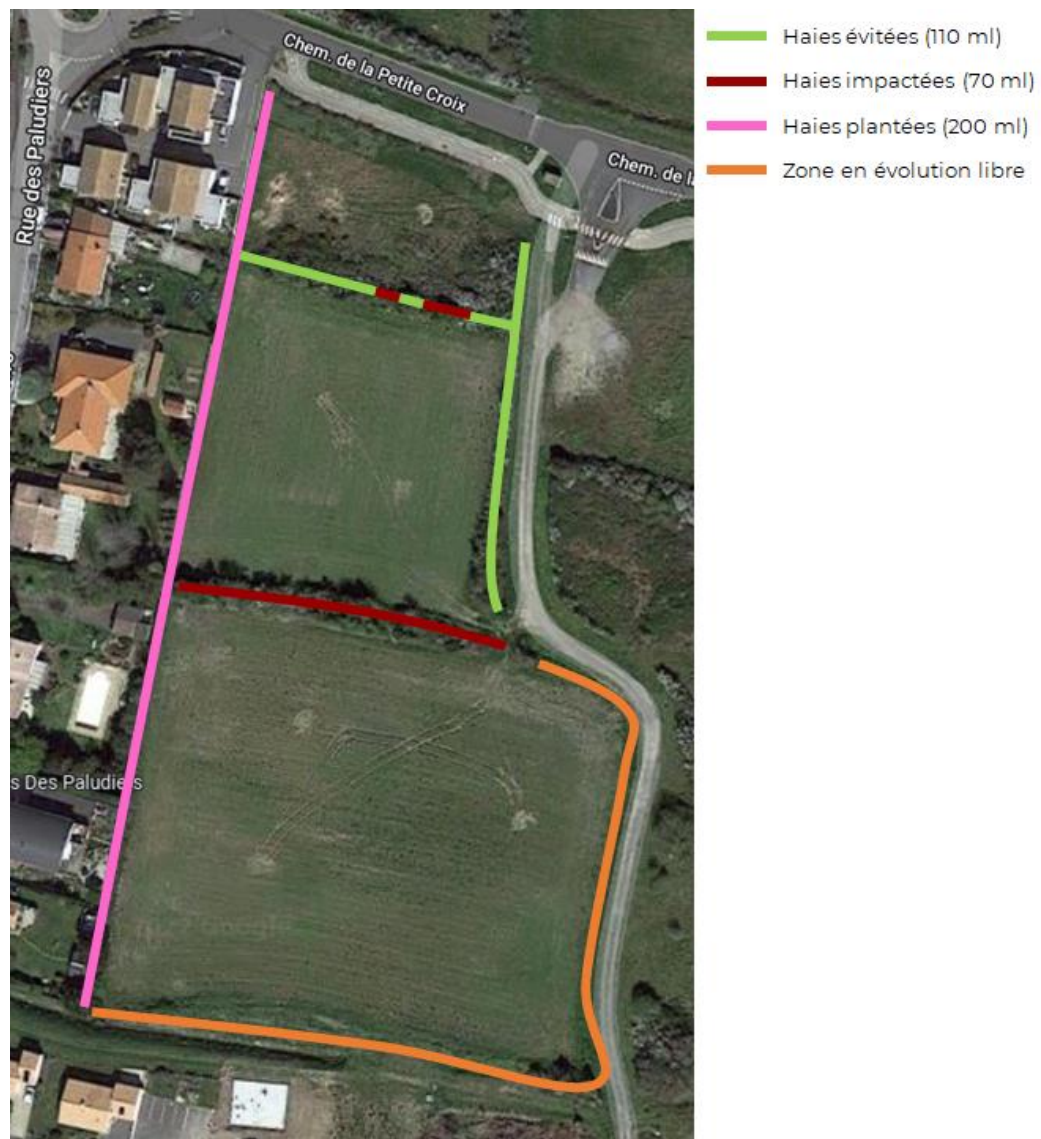 Chem. de la Petite Croix
Chem. de la
Rue des Paludiers
s Des Paludiers
Haies évitées (110 ml)
Haies impactées (70 ml)
Haies plantées (200 ml)
Zone en évolution libre